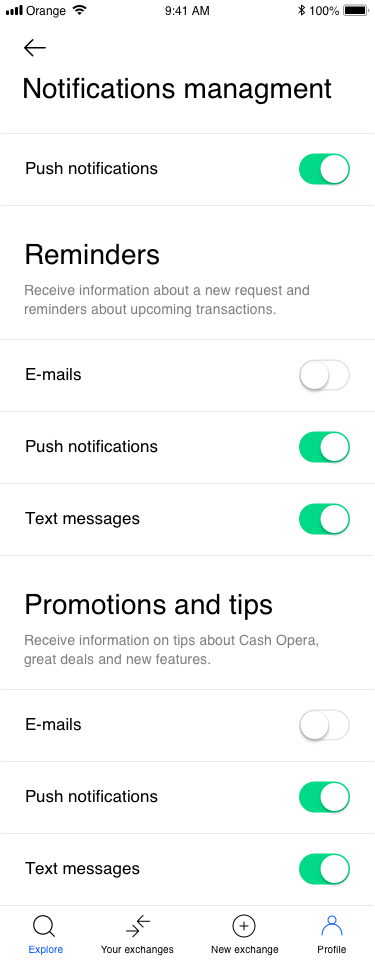 Orange 9:41 AM 100%
Notifications managment
Push notifications
Reminders
Receive information about a new request and
reminders about upcoming transactions.
E-mails
Push notifications
Text messages
Promotions and tips
Receive information on tips about Cash Opera,
great deals and new features.
E-mails
Push notifications
Text messages
Explore Your exchanges New exchange Profile